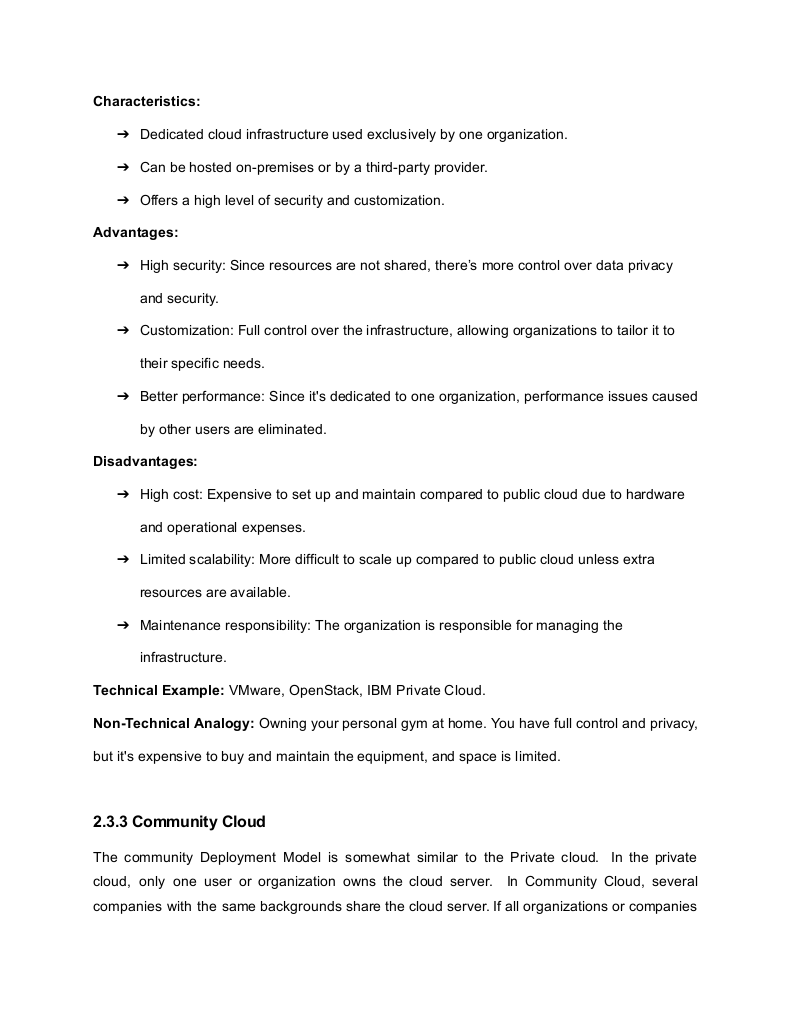 Characteristics:
➔ Dedicated cloud infrastructure used exclusively by one organization.
➔ Can be hosted on-premises or by a third-party provider.
➔ Offers a high level of security and customization.
Advantages:
➔ High security: Since resources are not shared, there’s more control over data privacy
and security.
➔ Customization: Full control over the infrastructure, allowing organizations to tailor it to
their specific needs.
➔ Better performance: Since it's dedicated to one organization, performance issues caused
by other users are eliminated.
Disadvantages:
➔ High cost: Expensive to set up and maintain compared to public cloud due to hardware
and operational expenses.
➔ Limited scalability: More difficult to scale up compared to public cloud unless extra
resources are available.
➔ Maintenance responsibility: The organization is responsible for managing the
infrastructure.
Technical Example: VMware, OpenStack, IBM Private Cloud.
Non-Technical Analogy: Owning your personal gym at home. You have full control and privacy,
but it's expensive to buy and maintain the equipment, and space is limited.
2.3.3 Community Cloud
The community Deployment Model is somewhat similar to the Private cloud. In the private
cloud, only one user or organization owns the cloud server. In Community Cloud, several
companies with the same backgrounds share the cloud server. If all organizations or companies